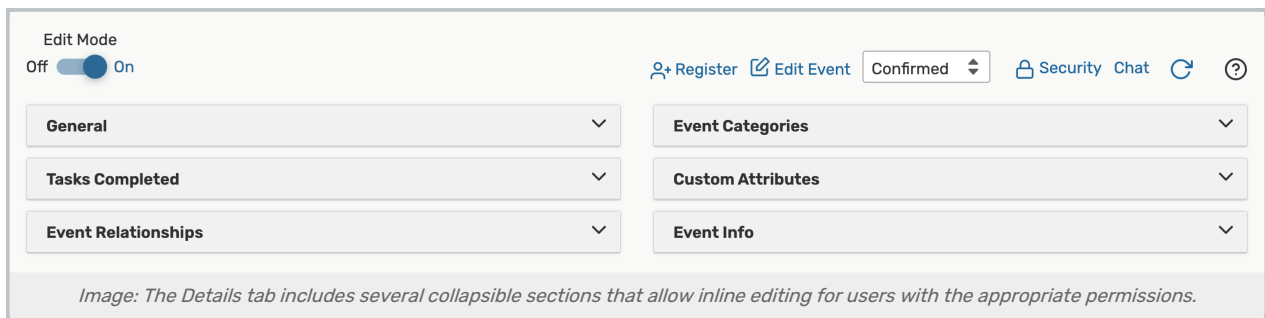 Edit Mode
Off On
Register Edit Event Confirmed Security Chat ?
General Event Categories
Tasks Completed Custom Attributes
Event Relationships Event Info
Image: The Details tab includes several collapsible sections that allow inline editing for users with the appropriate permissions.